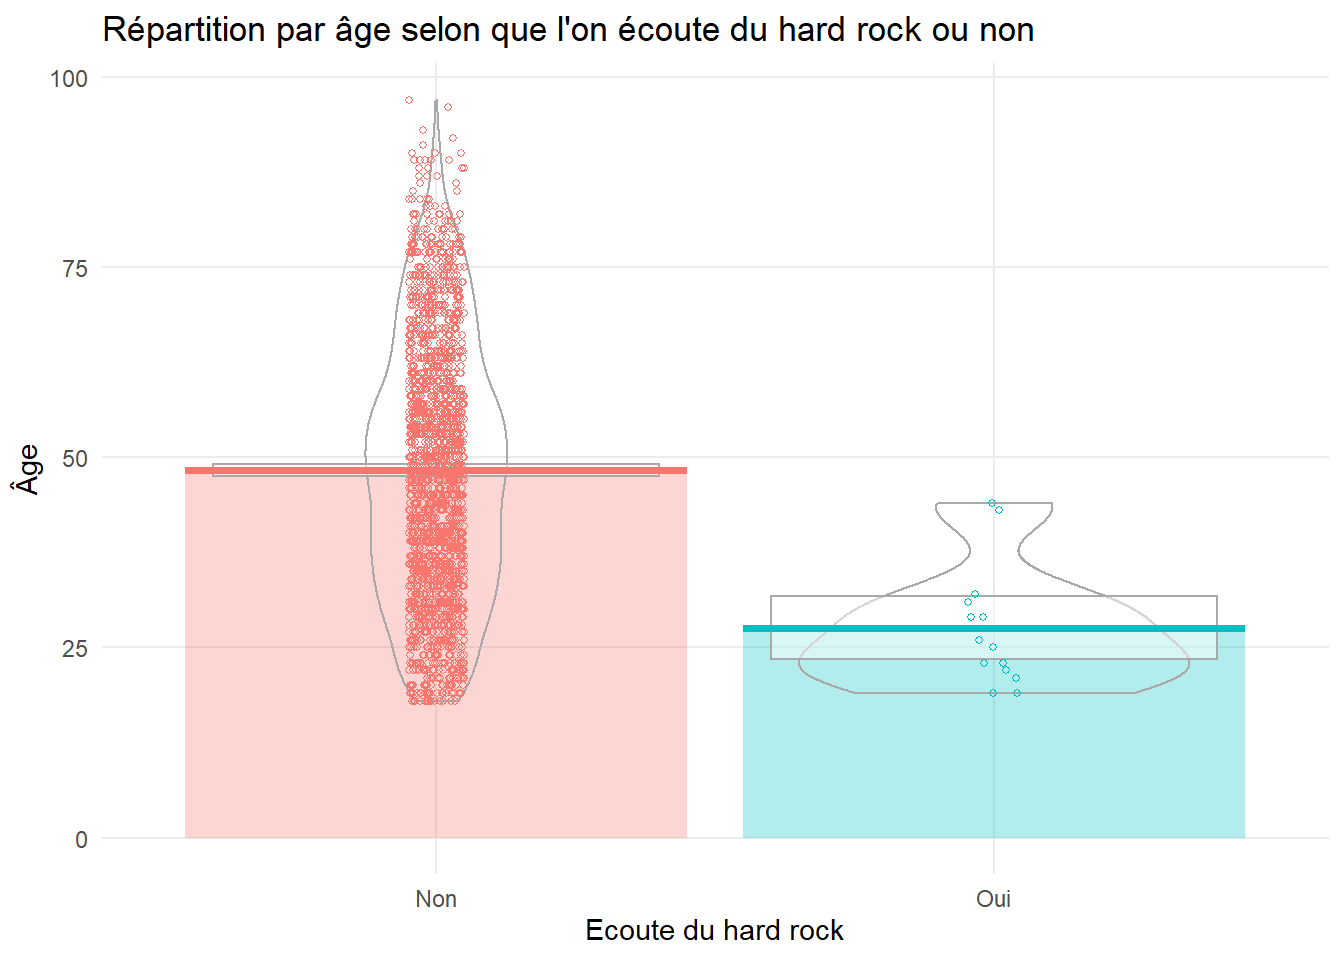 Répartition par âge selon que l'on écoute du hard rock ou non
100
75
50
25
0
Âge
Non
Oui
Ecoute du hard rock